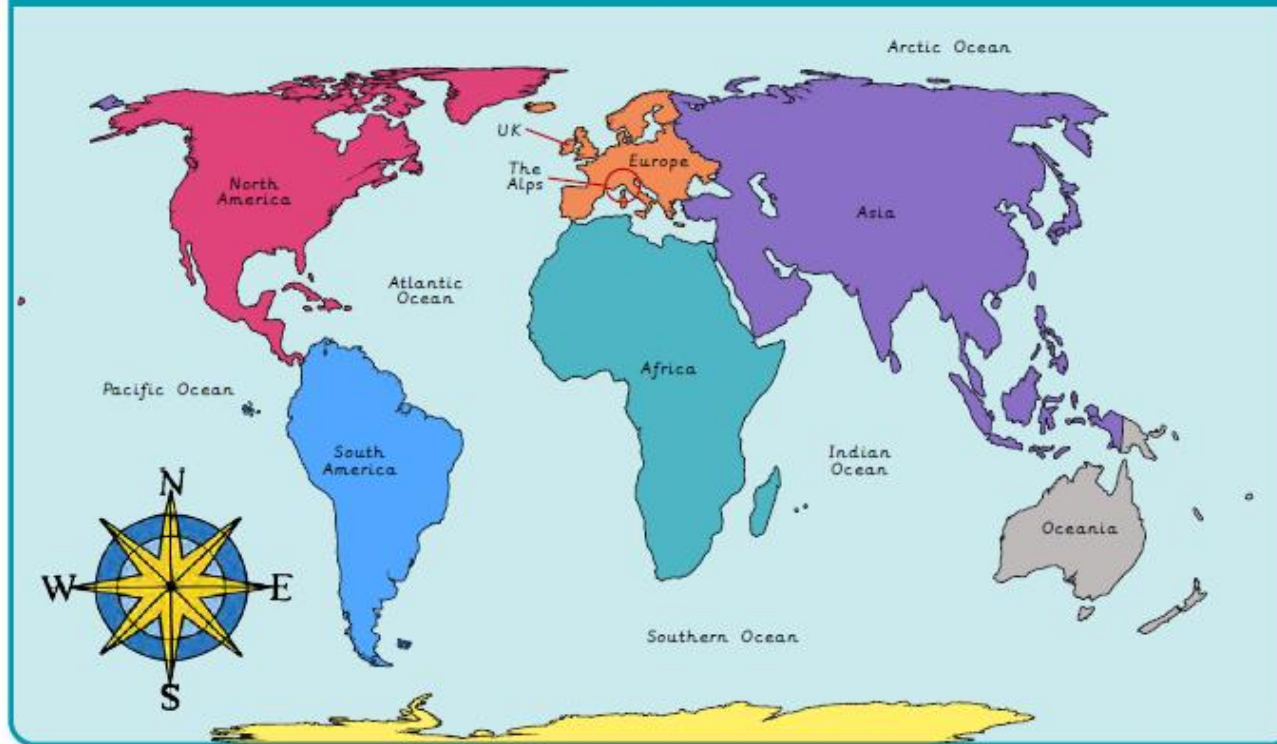 Arctic Ocean
UK
Europe
The
Alps
North
America
Asia
Atlantic
Ocean
Africa
Pacific Ocean
South
America
Indian
Ocean
N
Oceania
W
E
Southern Ocean
S